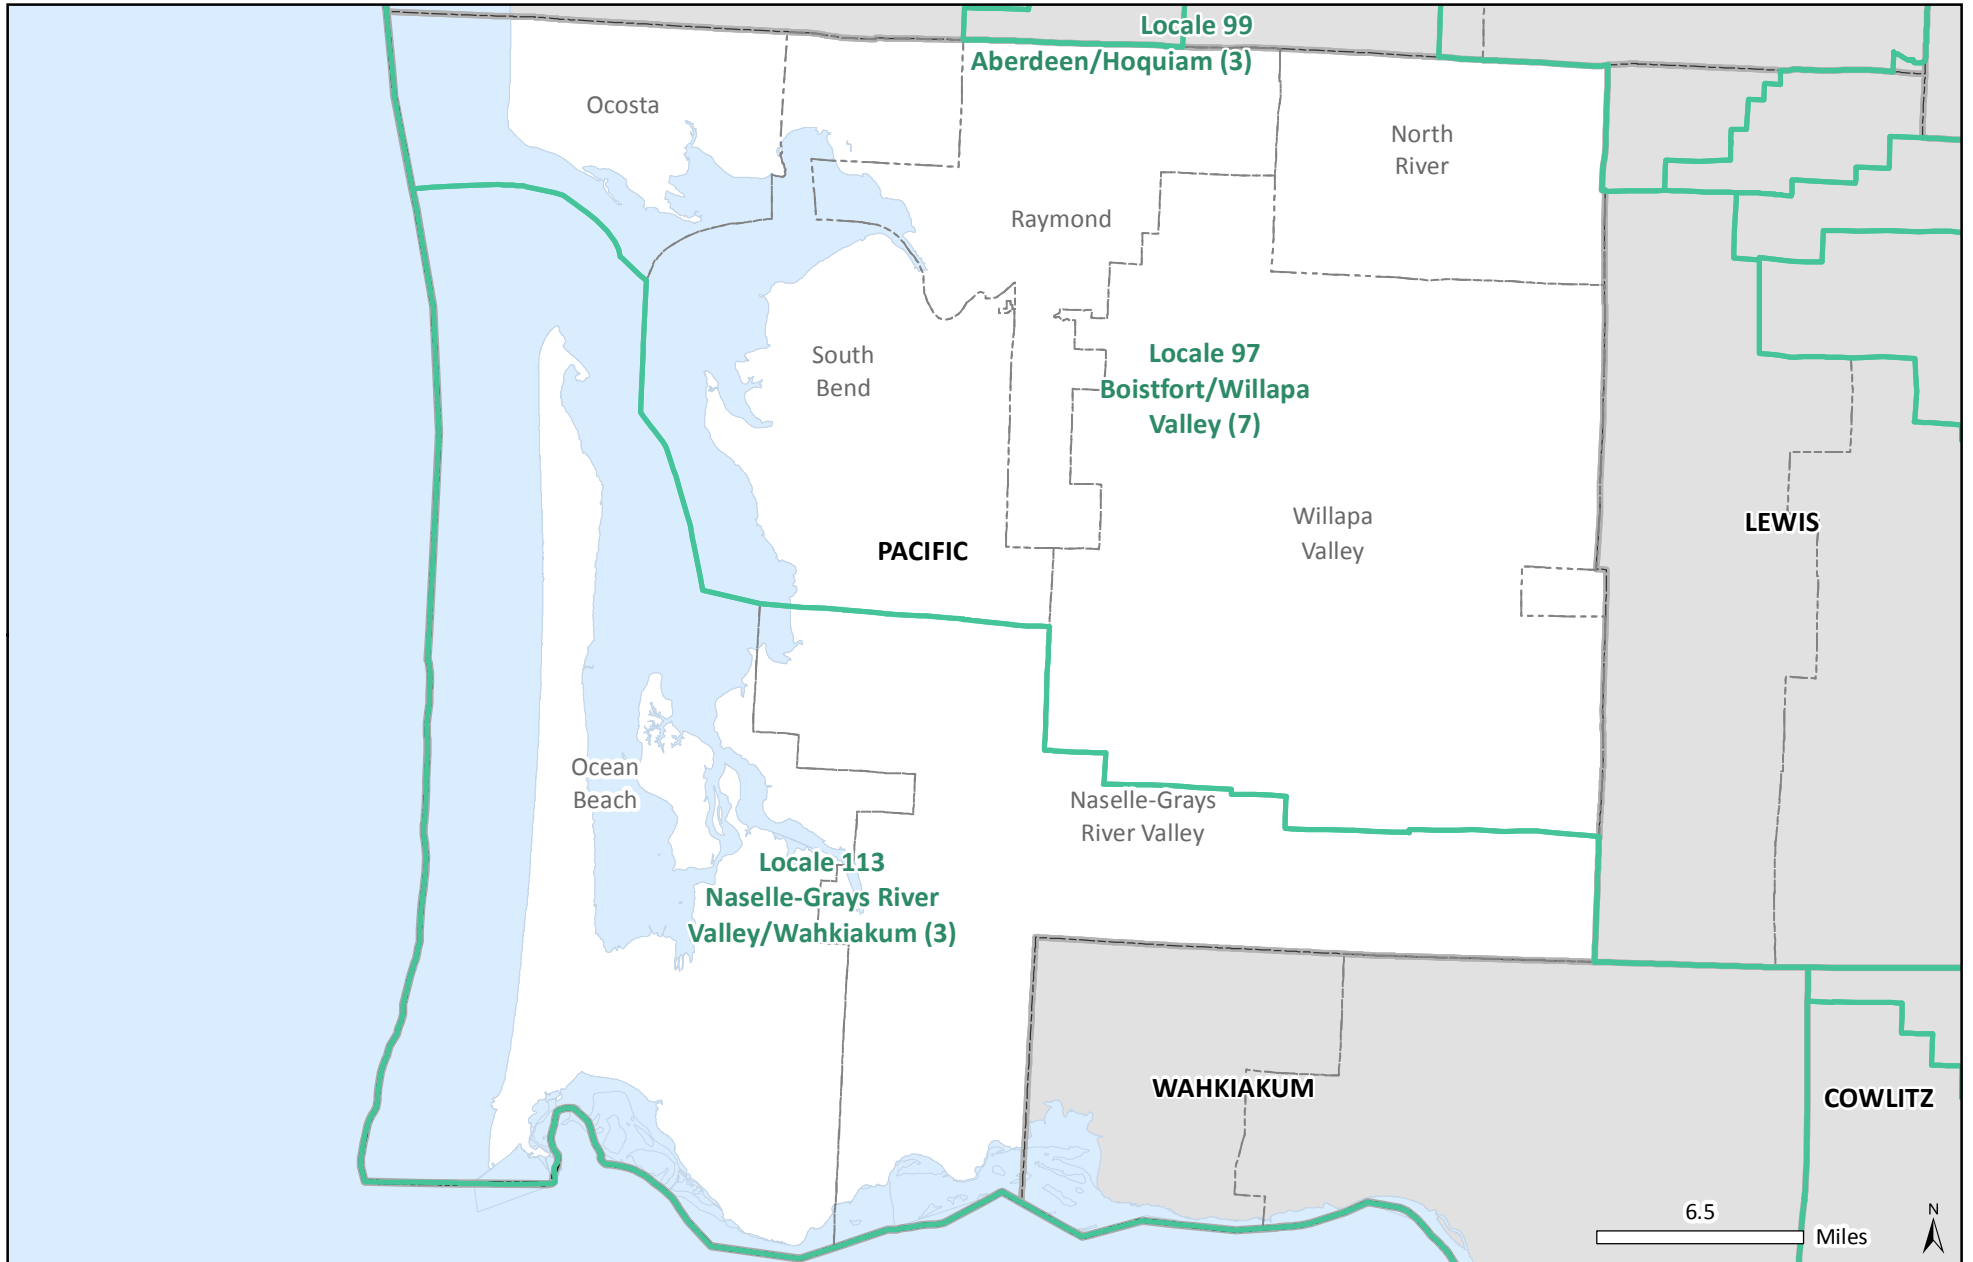 Locale 99
Aberdeen/Hoquiam (3)
Ocosta
North
River
Raymond
South
Bend
Locale 97
Boistfort/Willapa
Valley (7)
Willapa
Valley
LEWIS
PACIFIC
Ocean
Beach
Naselle-Grays
River Valley
Locale 113
Naselle-Grays River
Valley/Wahkiakum (3)
WAHKIAKUM
COWLITZ
6.5
Miles
N